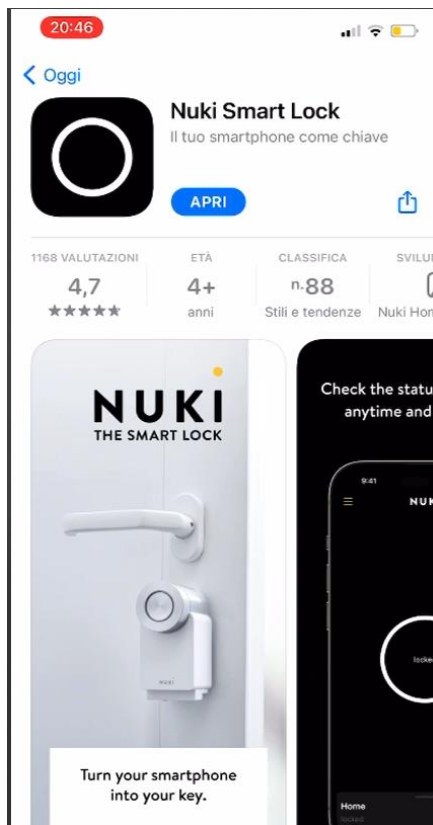 20:46
Oggi
Nuki Smart Lock
Il tuo smartphone come chiave
APRI
1168 VALUTAZIONI
ETÀ
CLASSIFICA
4,7
4+
n.88
anni
Stili e tendenze
NUKI
THE SMART LOCK
Check the
anytime and
9:41
locked
NUKI
Turn your smartphone
into your key.
Home
locked